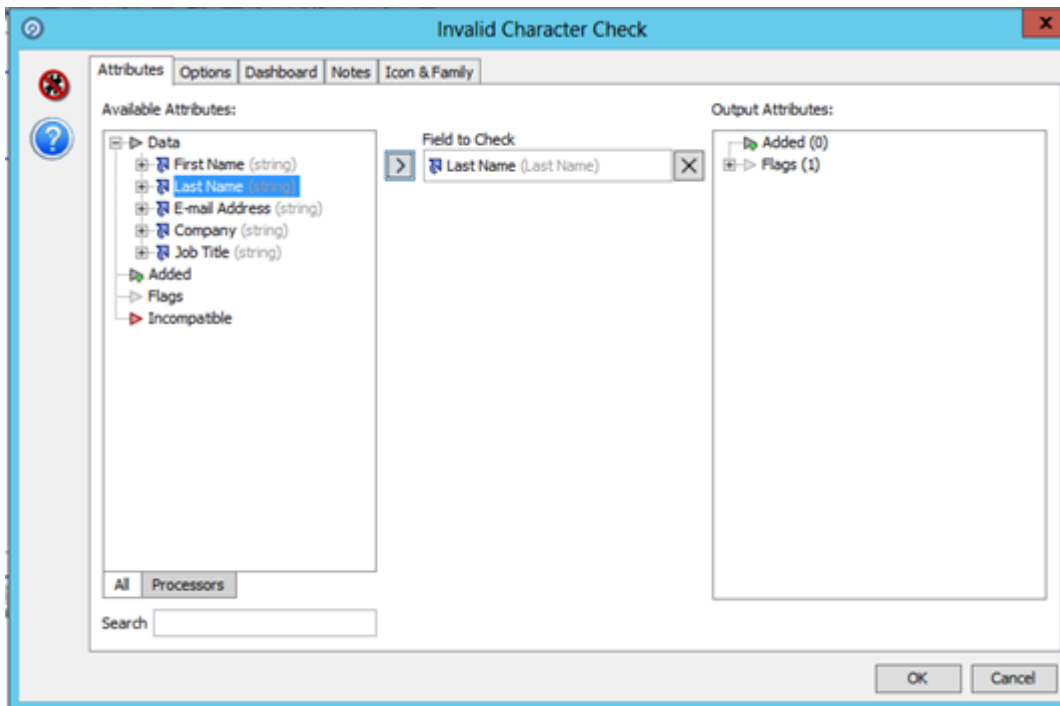 Invalid Character Check
x
Attributes
Options
Dashboard
Notes
Icon & Family
?
Available Attributes:
Data
First Name (string)
Last Name (string)
E-mail Address (string)
Company (string)
Job Title (string)
Added
Flags
Incompatible
All
Processors
Search
Field to Check
Last Name (Last Name)
Output Attributes:
Added (0)
Flags (1)
OK
Cancel